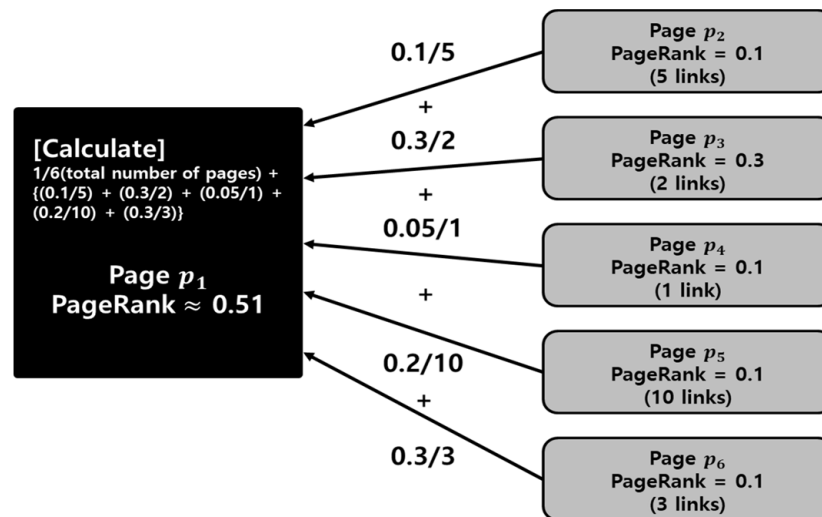 [Calculate]
1/6(total number of pages) +
{(0.1/5) + (0.3/2) + (0.05/1) +
(0.2/10) + (0.3/3)}
Page p₁
PageRank ≈ 0.51
0.1/5
+
0.3/2
+
0.05/1
+
0.2/10
+
0.3/3
Page p₂
PageRank = 0.1
(5 links)
Page p₃
PageRank = 0.3
(2 links)
Page p₄
PageRank = 0.1
(1 link)
Page p₅
PageRank = 0.1
(10 links)
Page p₆
PageRank = 0.1
(3 links)